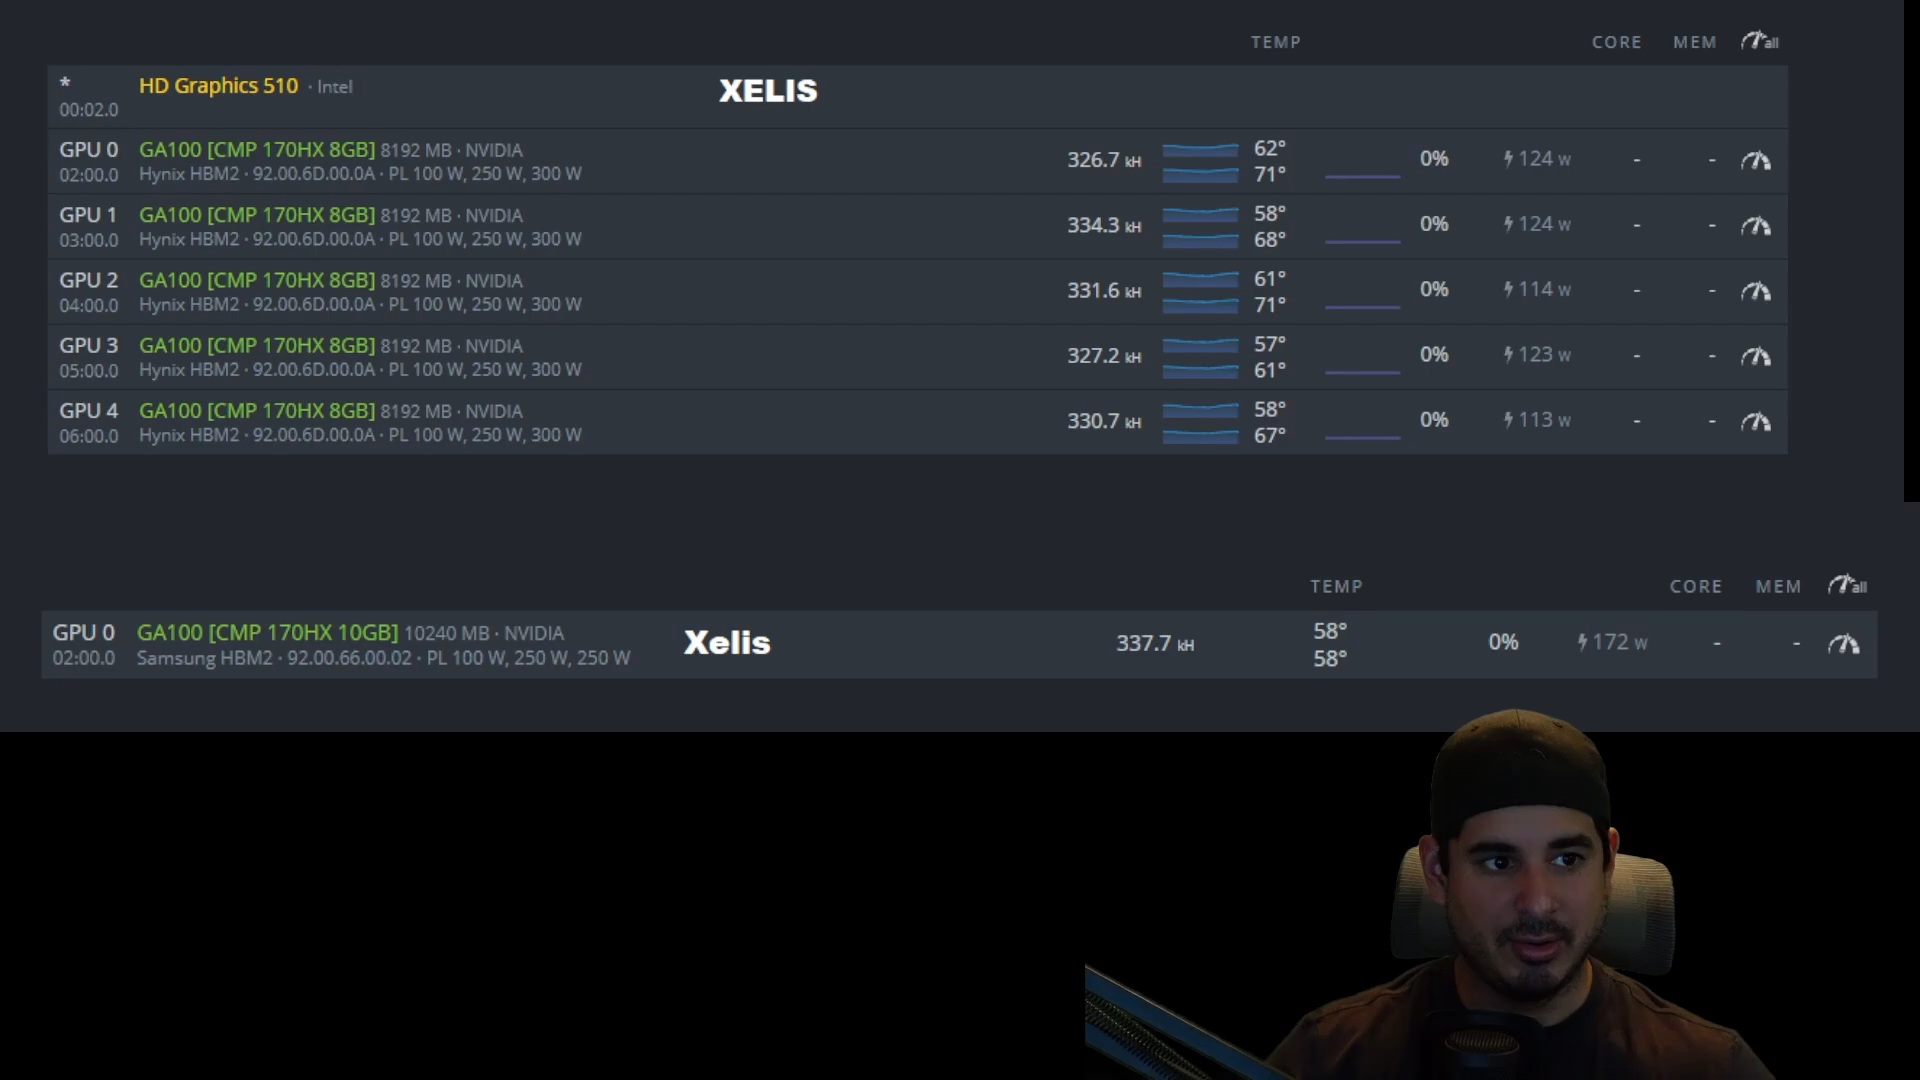 TEMP CORE MEM all
* HD Graphics 510 · Intel XELIS
00:02.0
GPU 0 GA100 [CMP 170HX 8GB] 8192 MB · NVIDIA 326.7 kH 62° 0% 124 W - -
02:00.0 Hynix HBM2 · 92.00.6D.00.0A · PL 100 W, 250 W, 300 W 71°
GPU 1 GA100 [CMP 170HX 8GB] 8192 MB · NVIDIA 334.3 kH 58° 0% 124 W - -
03:00.0 Hynix HBM2 · 92.00.6D.00.0A · PL 100 W, 250 W, 300 W 68°
GPU 2 GA100 [CMP 170HX 8GB] 8192 MB · NVIDIA 331.6 kH 61° 0% 114 W - -
04:00.0 Hynix HBM2 · 92.00.6D.00.0A · PL 100 W, 250 W, 300 W 71°
GPU 3 GA100 [CMP 170HX 8GB] 8192 MB · NVIDIA 327.2 kH 57° 0% 123 W - -
05:00.0 Hynix HBM2 · 92.00.6D.00.0A · PL 100 W, 250 W, 300 W 61°
GPU 4 GA100 [CMP 170HX 8GB] 8192 MB · NVIDIA 330.7 kH 58° 0% 113 W - -
06:00.0 Hynix HBM2 · 92.00.6D.00.0A · PL 100 W, 250 W, 300 W 67°
TEMP CORE MEM all
GPU 0 GA100 [CMP 170HX 10GB] 10240 MB · NVIDIA Xelis 337.7 kH 58° 0% 172 W - -
02:00.0 Samsung HBM2 · 92.00.66.00.02 · PL 100 W, 250 W, 250 W 58°